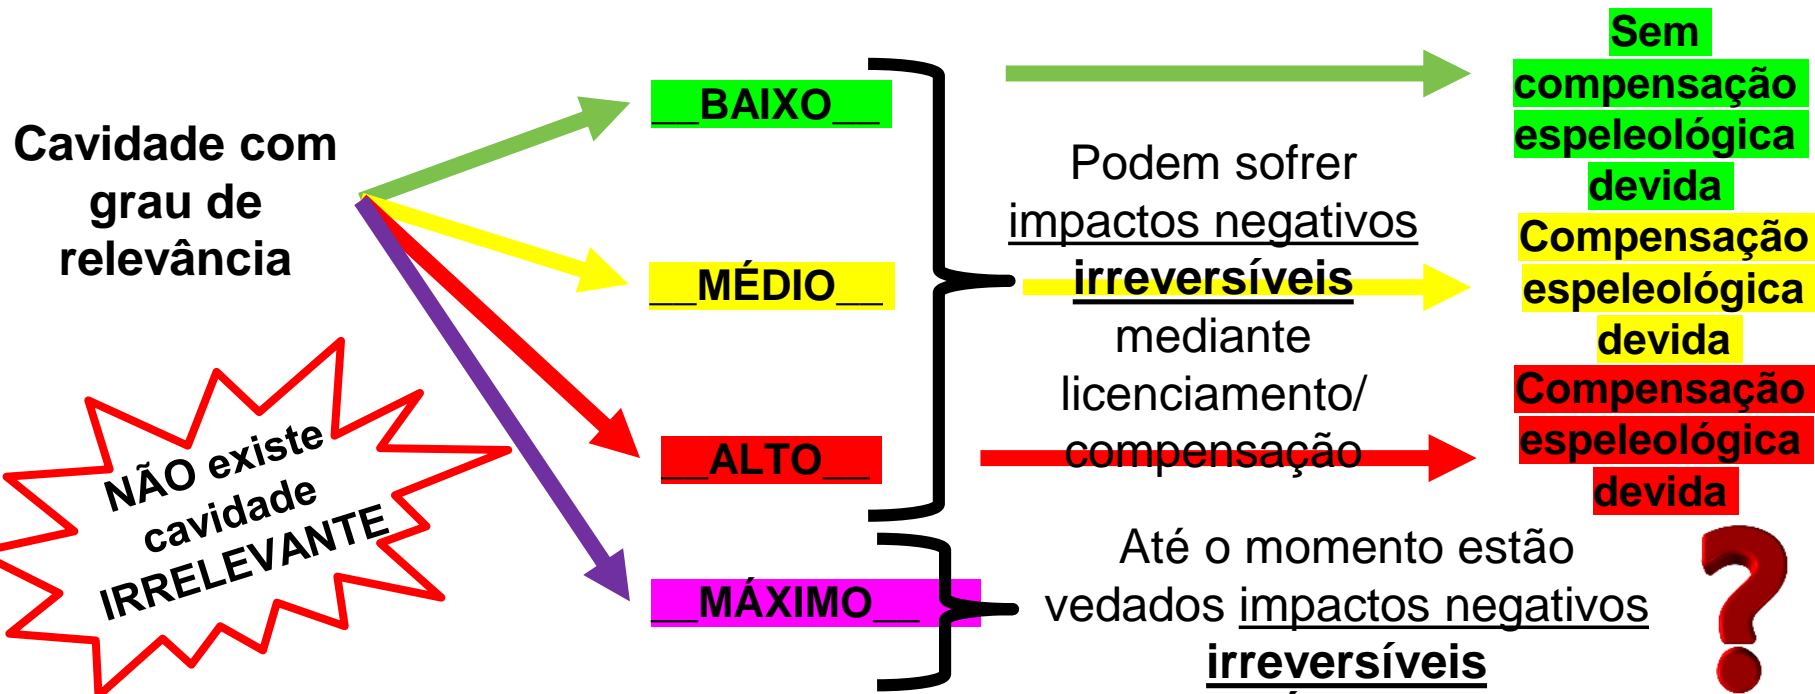 Cavidade com
grau de
relevância
NÃO existe
cavidade
IRRELEVANTE
__BAIXO__
__MÉDIO__
__ALTO__
__MÁXIMO__
Podem sofrer
impactos negativos
irreversíveis
mediante
licenciamento/
compensação
Até o momento estão
vedados impactos negativos
irreversíveis
Sem
compensação
espeleológica
devida
Compensação
espeleológica
devida
Compensação
espeleológica
devida
?